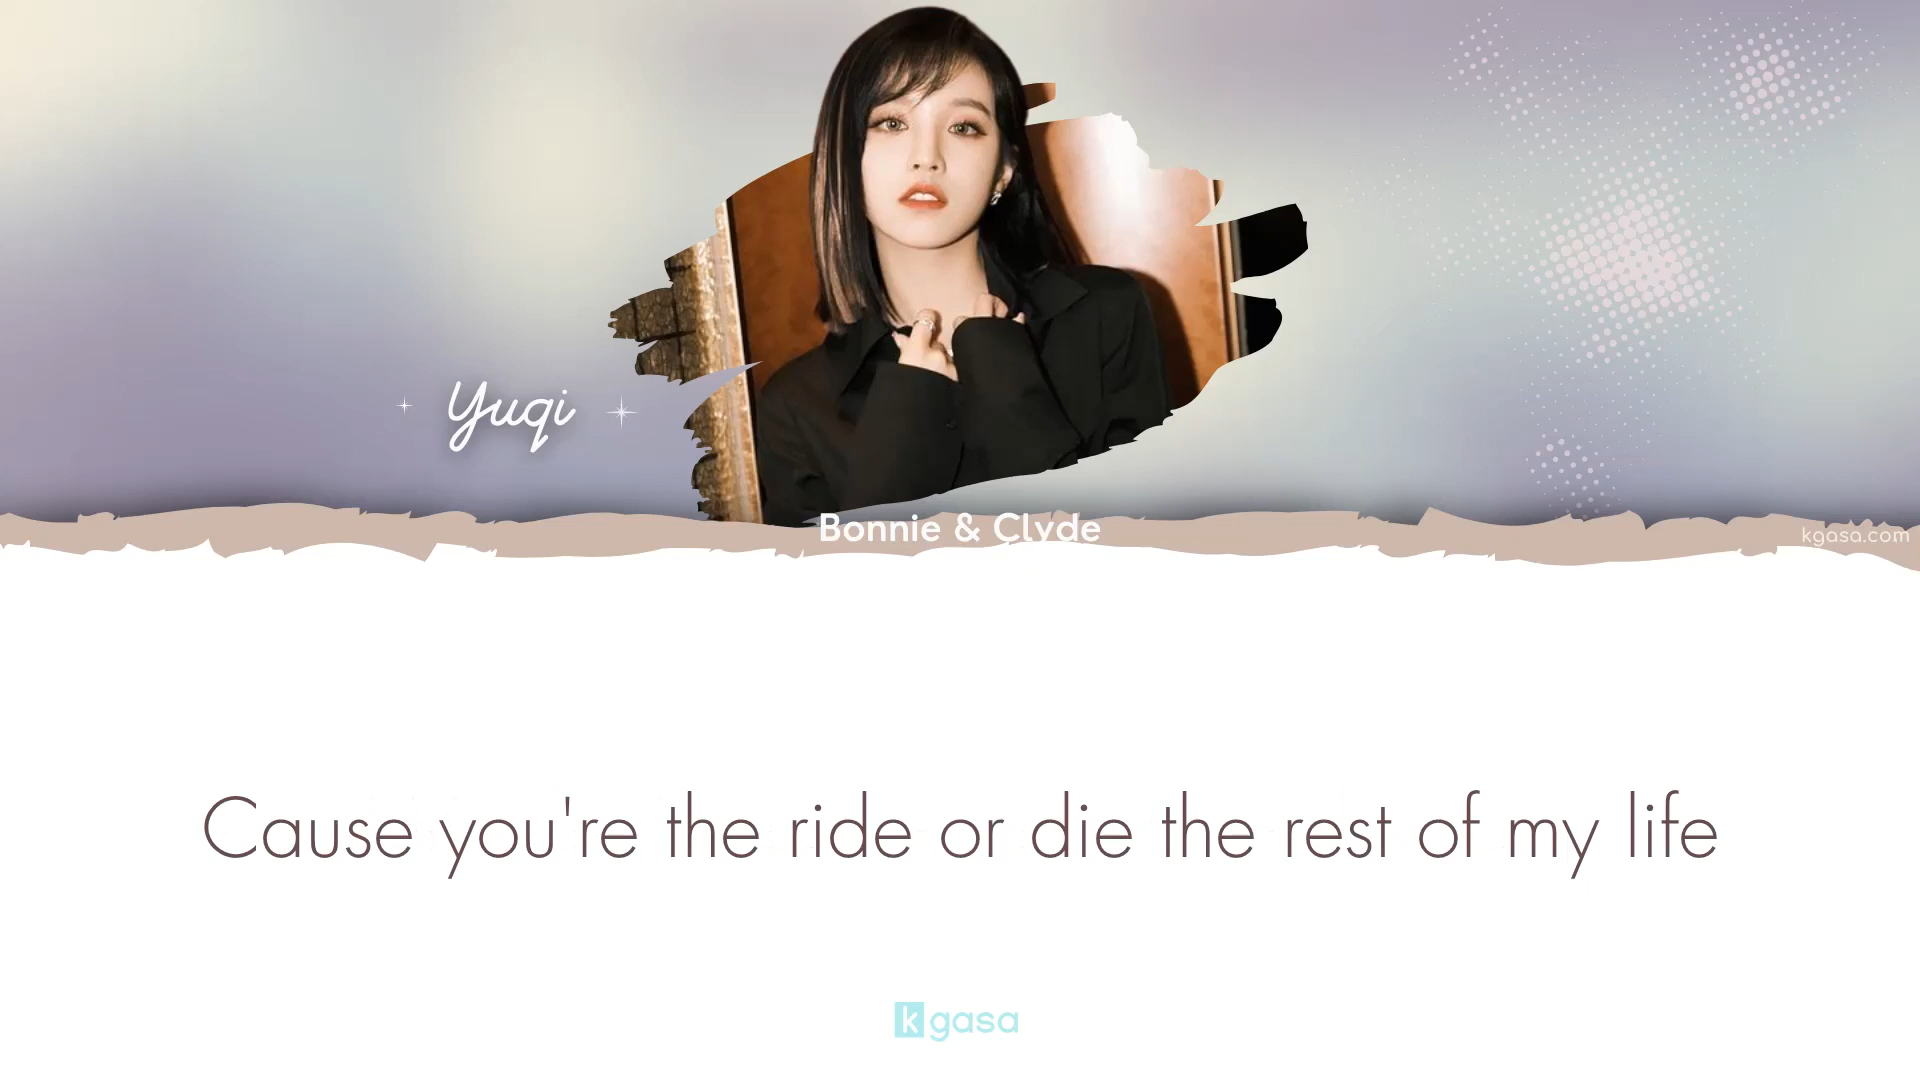 Yuqi
Bonnie & Clyde
kgasa.com
Cause you're the ride or die the rest of my life
kgasa